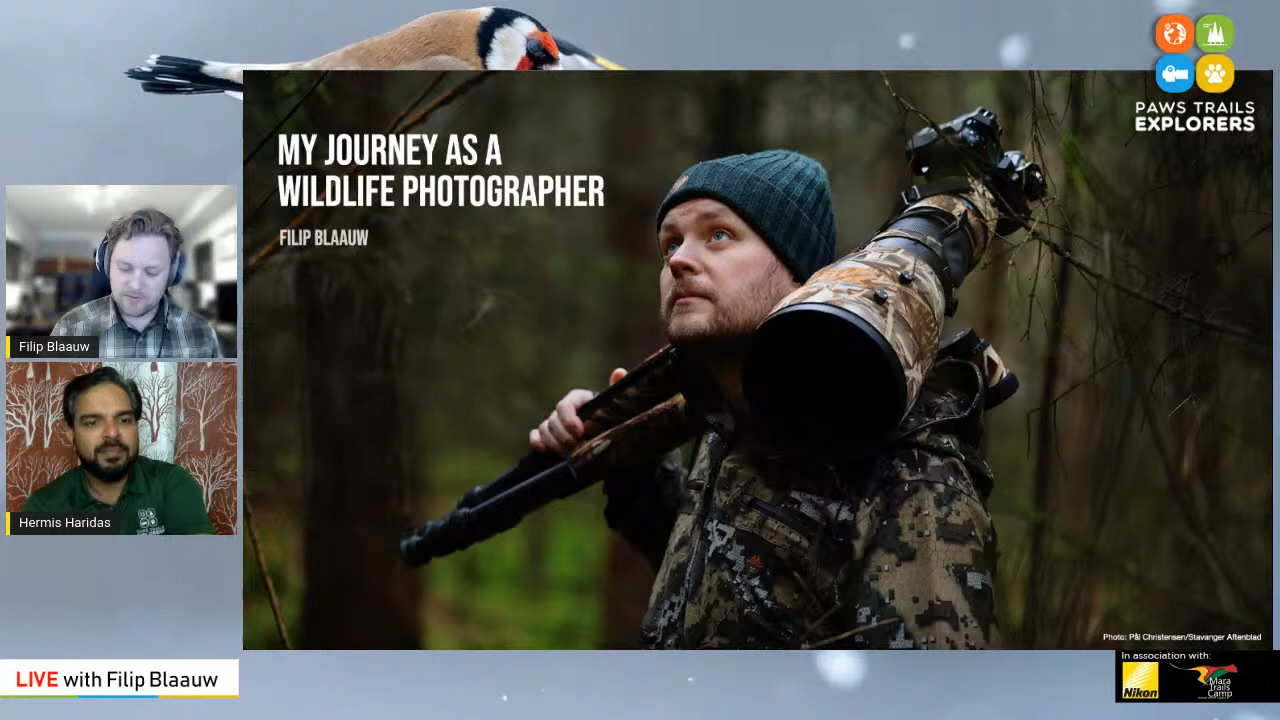 PAWS TRAILS
EXPLORERS
MY JOURNEY AS A
WILDLIFE PHOTOGRAPHER
FILIP BLAAUW
Filip Blaauw
Hermis Haridas
Photo: Pål Christensen/Stavanger Aftenblad
LIVE with Filip Blaauw
In association with:
Nikon
Mara
Trails
Camp